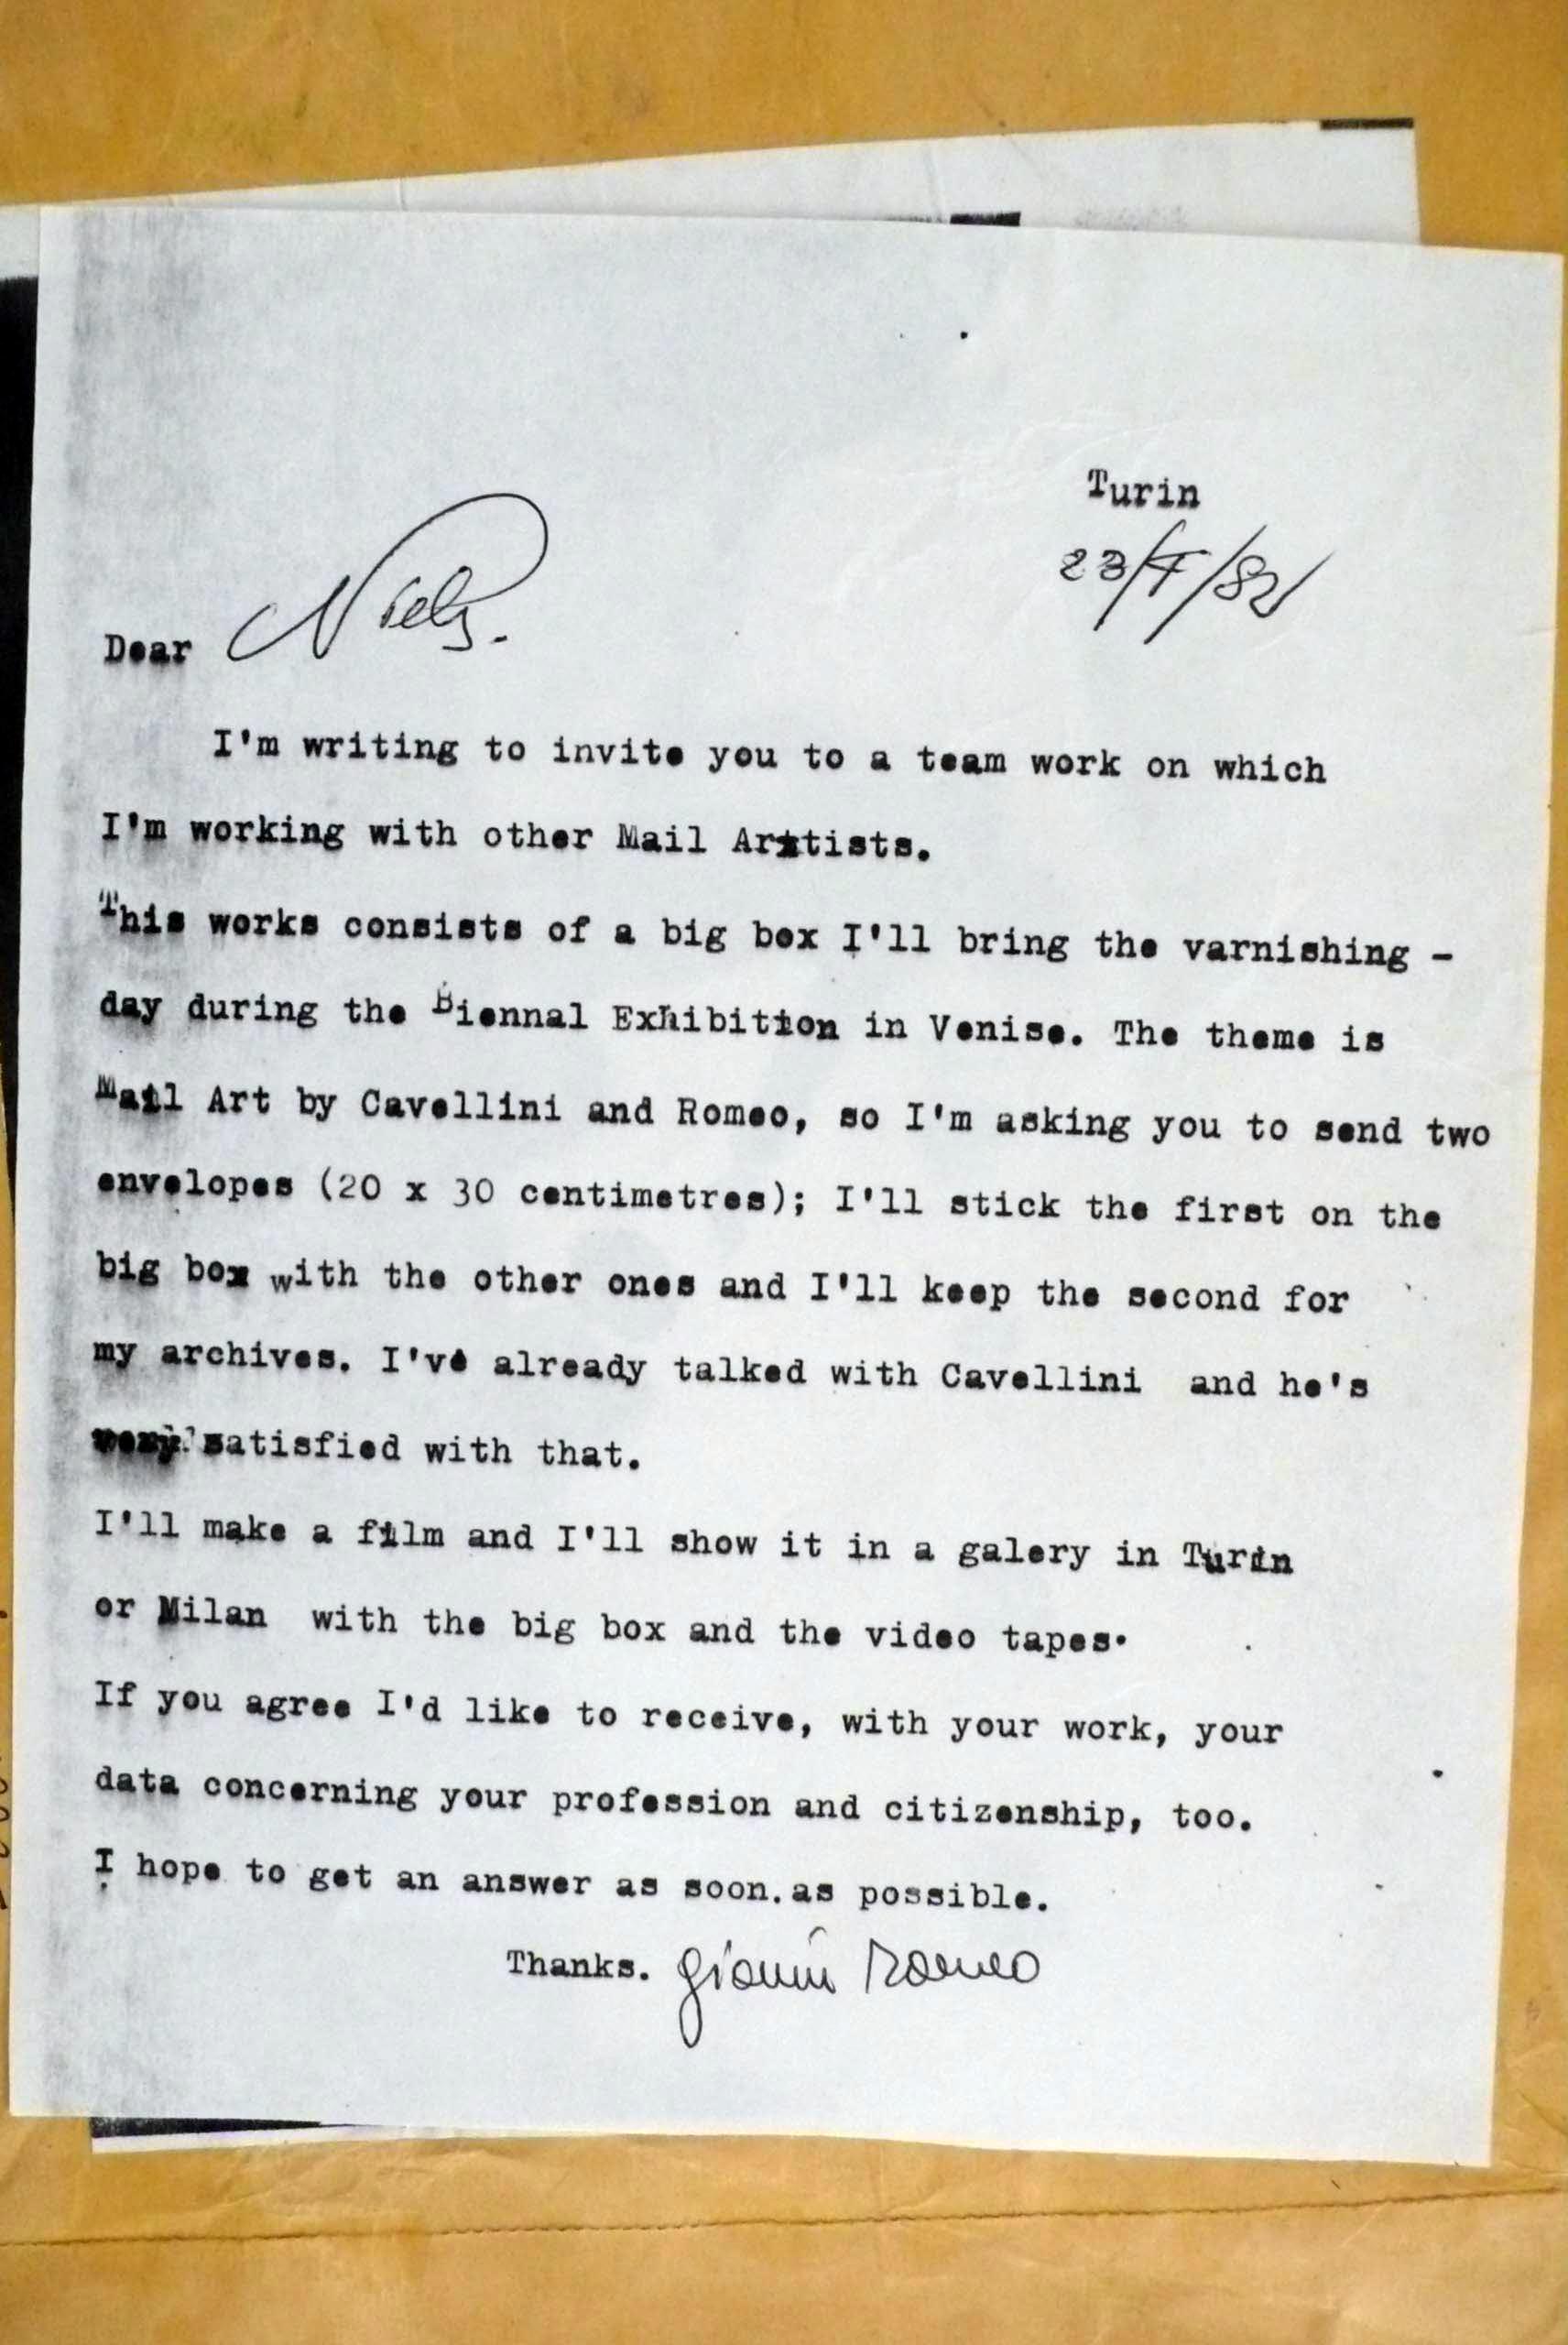 Turin
23/4/82
Dear Niels.
I'm writing to invite you to a team work on which
I'm working with other Mail Artists.
This works consists of a big box I'll bring the varnishing -
day during the Biennal Exhibition in Venise. The theme is
Mail Art by Cavellini and Romeo, so I'm asking you to send two
envelopes (20 x 30 centimetres); I'll stick the first on the
big box with the other ones and I'll keep the second for
my archives. I've already talked with Cavellini and he's
very satisfied with that.
I'll make a film and I'll show it in a galery in Turin
or Milan with the big box and the video tapes.
If you agree I'd like to receive, with your work, your
data concerning your profession and citizenship, too.
I hope to get an answer as soon.as possible.
Thanks. Gianni Romeo